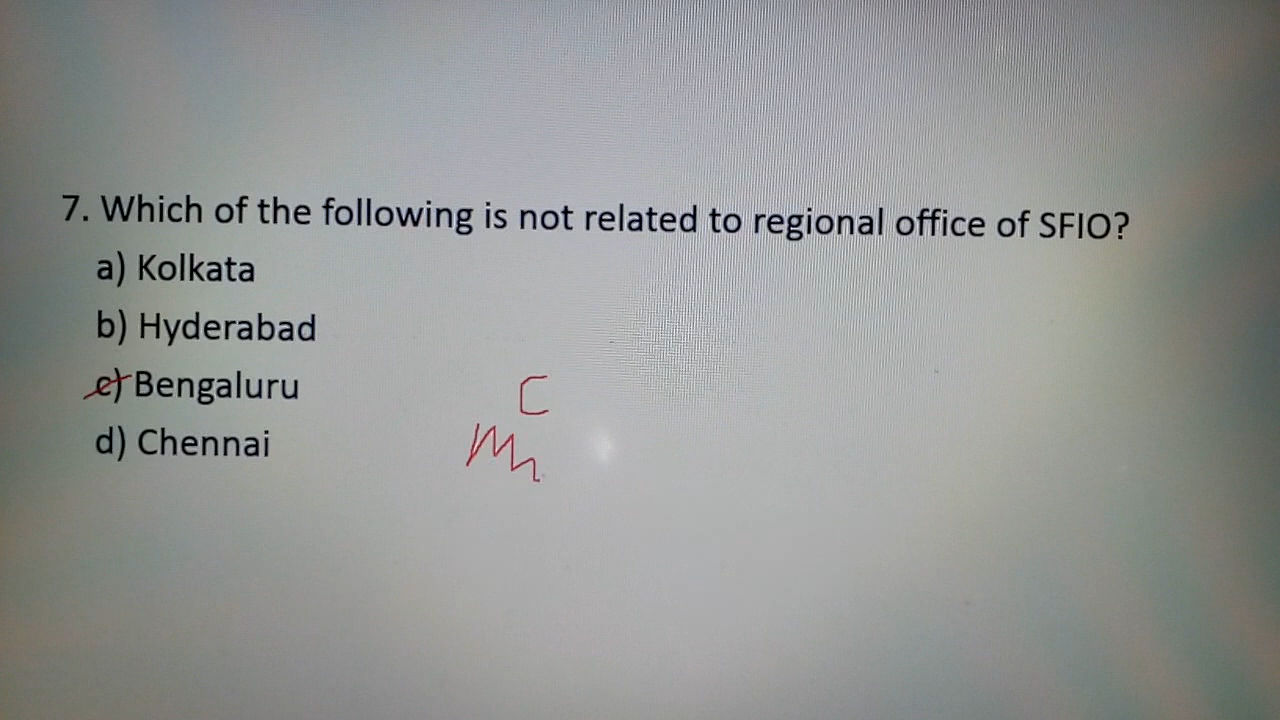 7. Which of the following is not related to regional office of SFIO?
a) Kolkata
b) Hyderabad
c) Bengaluru
C
d) Chennai